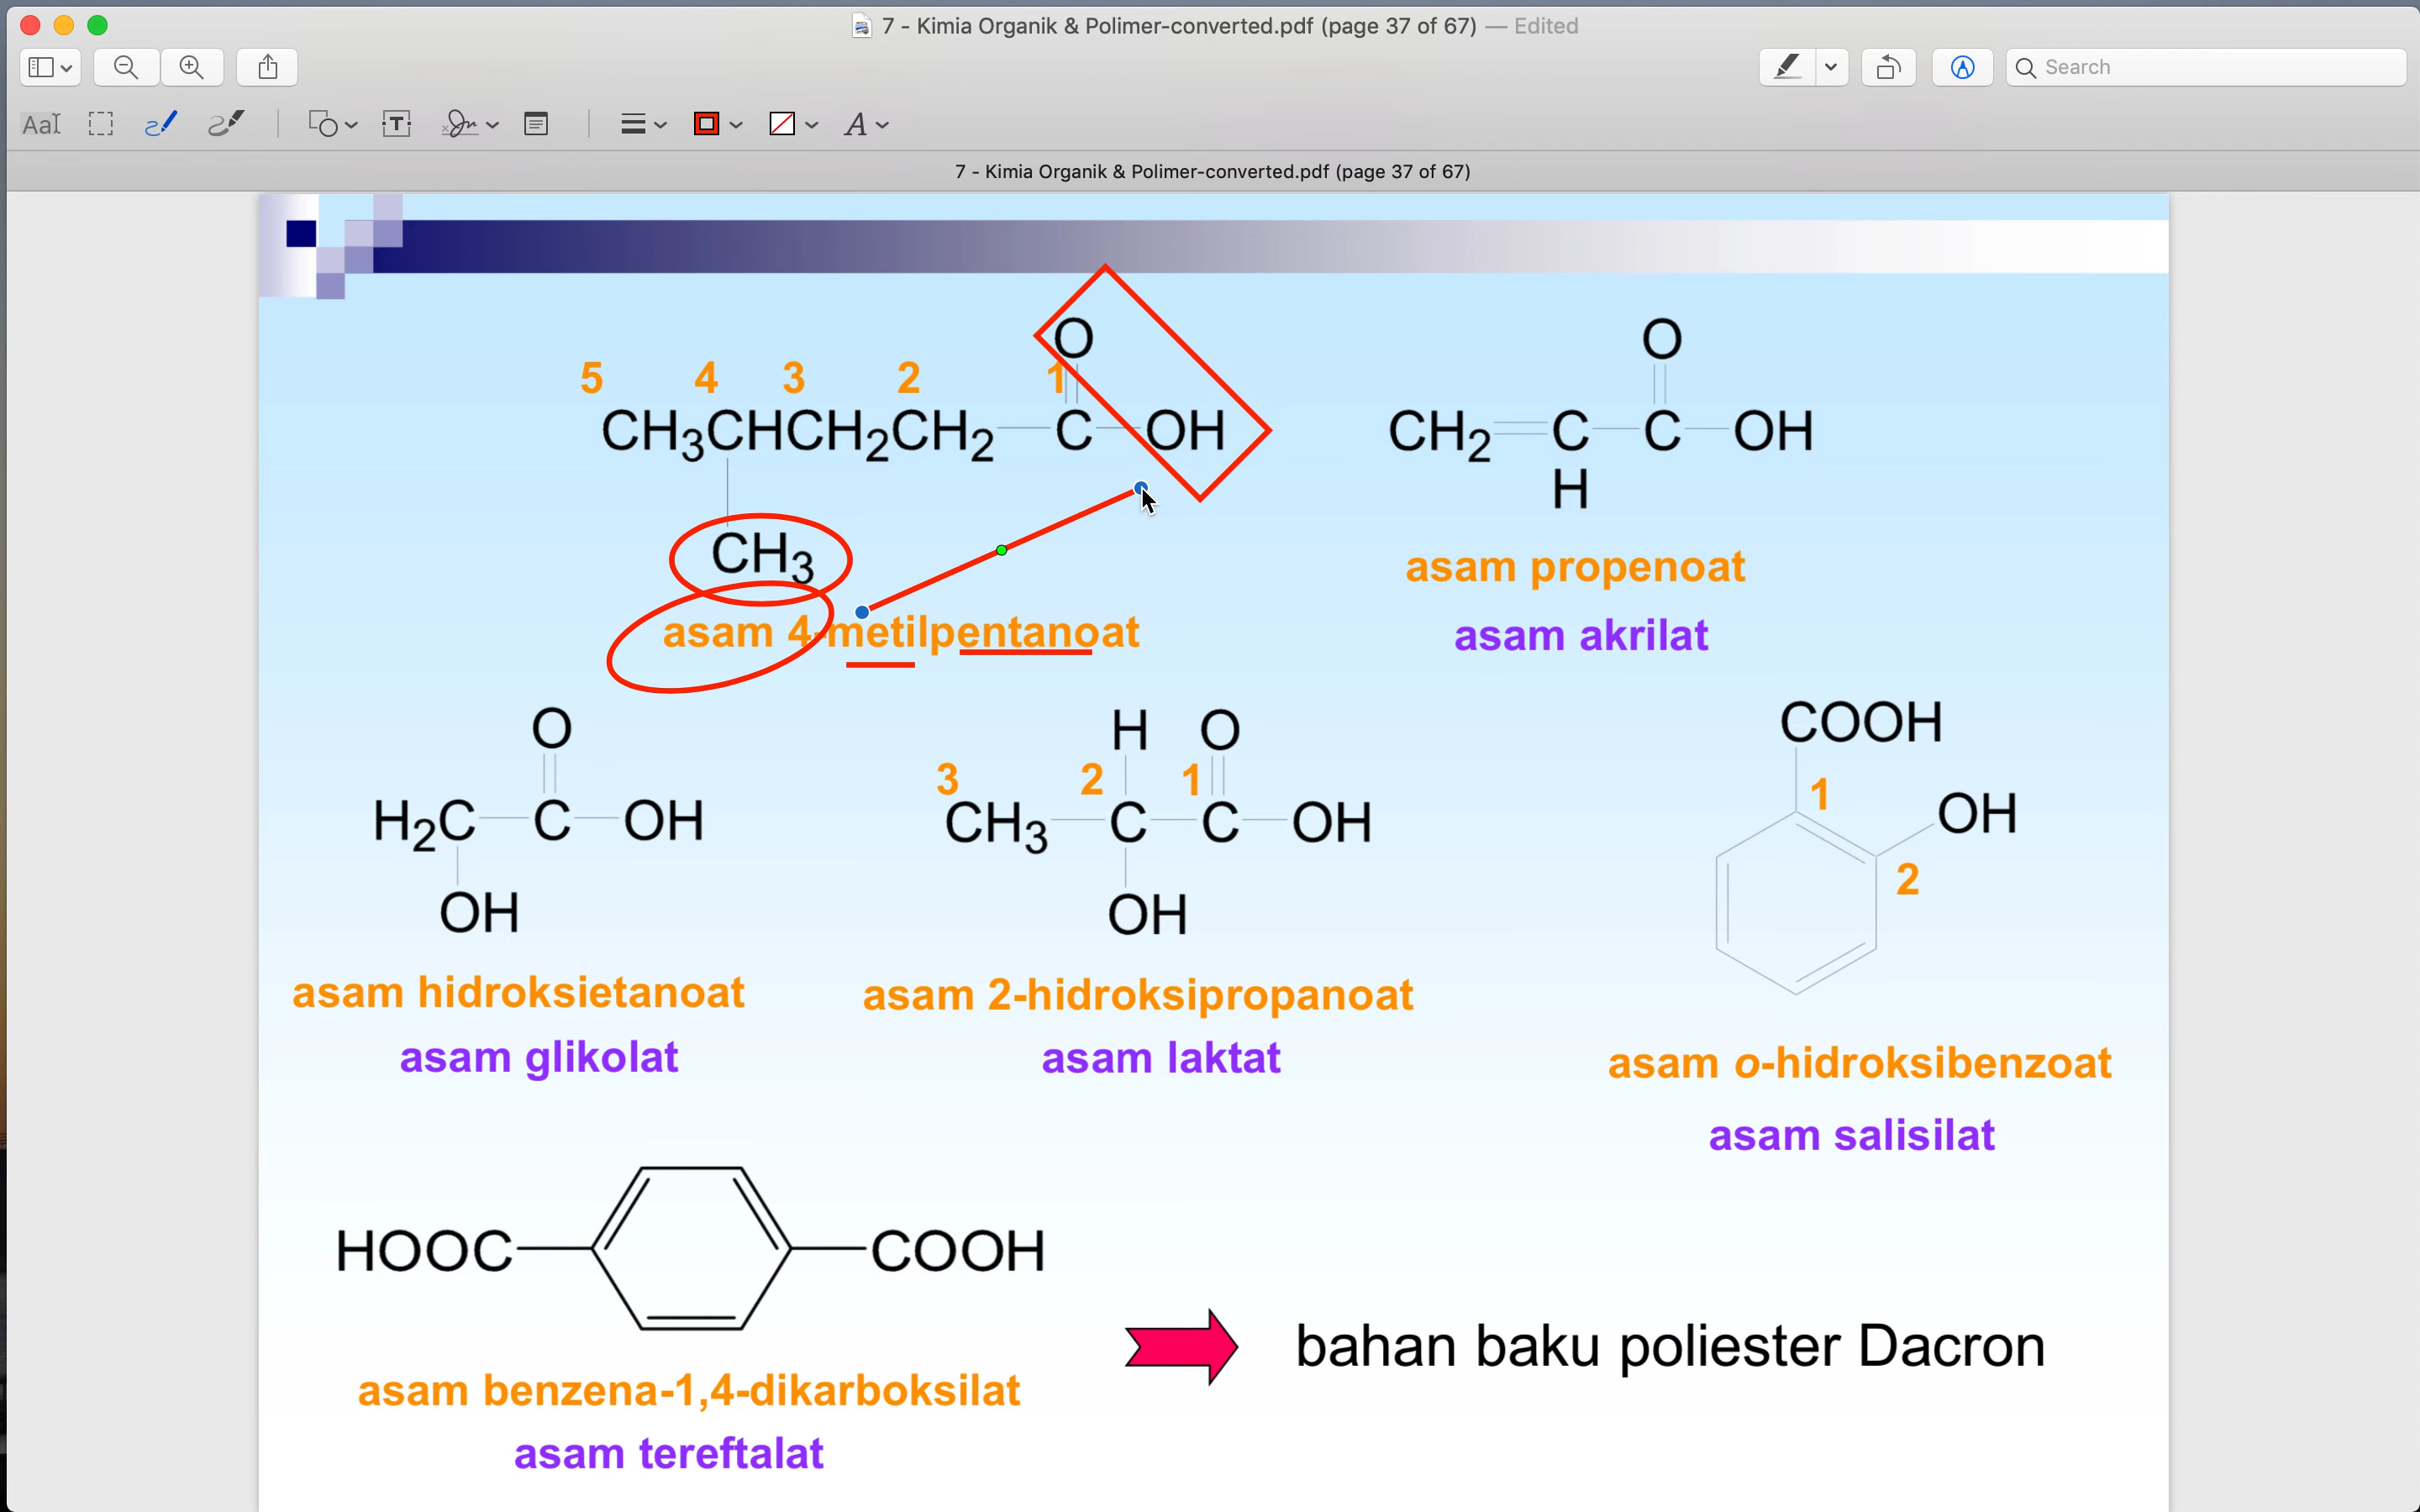 7 - Kimia Organik & Polimer-converted.pdf (page 37 of 67) — Edited
Search
AaI
T
A
7 - Kimia Organik & Polimer-converted.pdf (page 37 of 67)
O
5 4 3 2 1
CH3CHCH2CH2 C OH
CH3
asam 4-metilpentanoat
O
CH2 C C OH
H
asam propenoat
asam akrilat
O
H2C C OH
OH
asam hidroksietanoat
asam glikolat
H O
3 2 1
CH3 C C OH
OH
asam 2-hidroksipropanoat
asam laktat
COOH
1
OH
2
asam o-hidroksibenzoat
asam salisilat
HOOC COOH
asam benzena-1,4-dikarboksilat
asam tereftalat
bahan baku poliester Dacron